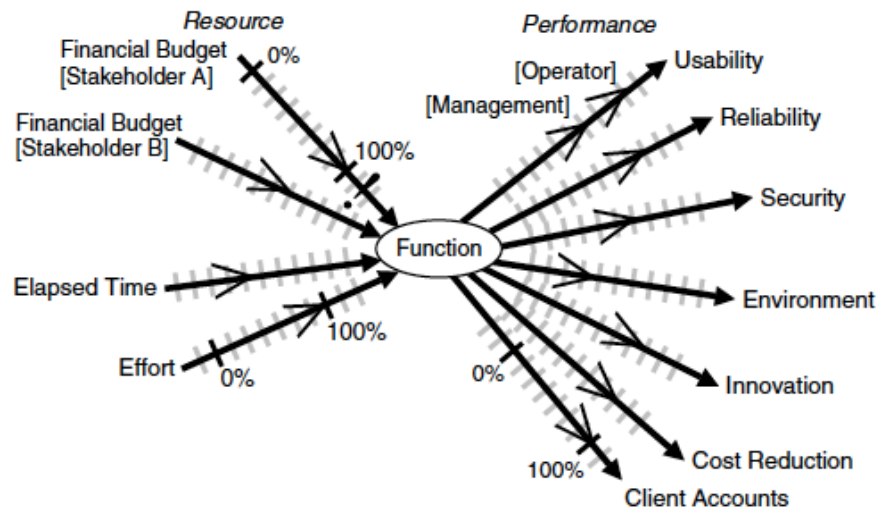 Resource
Performance
Financial Budget
[Stakeholder A]
0%
[Operator]
Usability
[Management]
Financial Budget
[Stakeholder B]
100%
Reliability
Security
Function
Elapsed Time
Environment
100%
Effort
0%
0%
Innovation
100%
Cost Reduction
Client Accounts